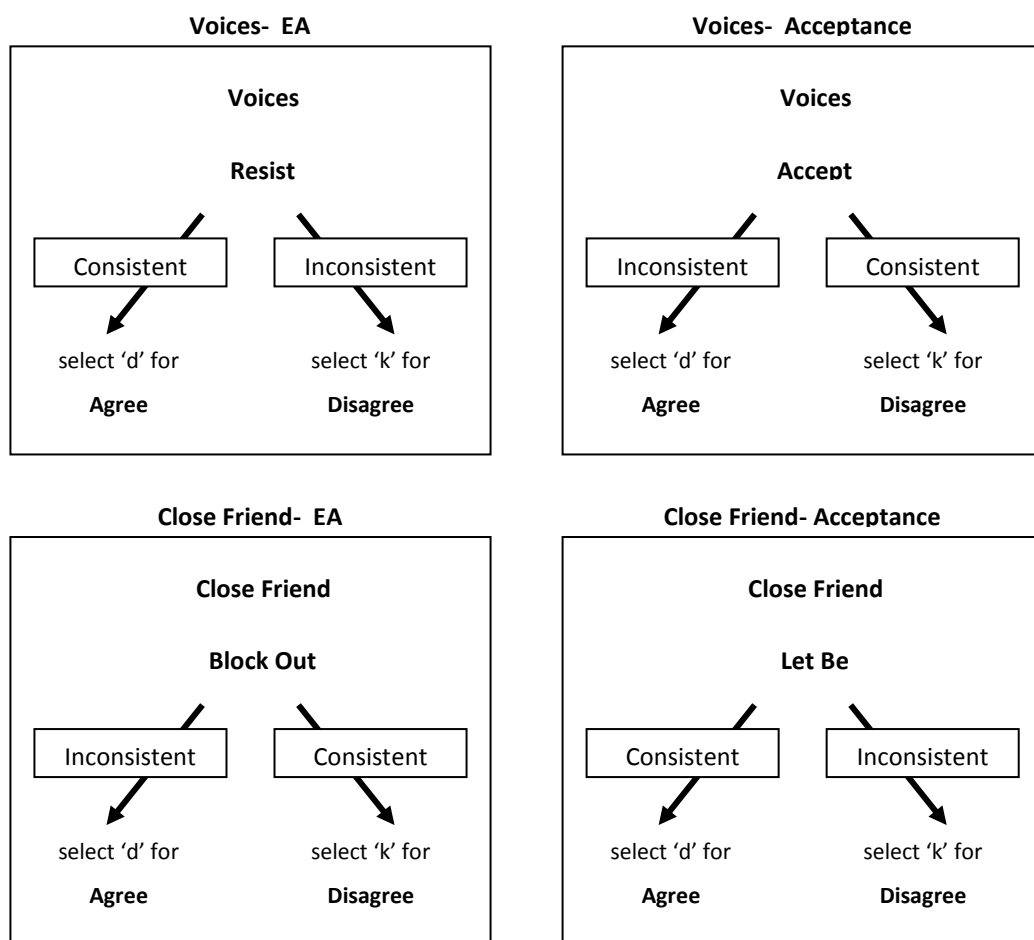 Voices-  EA
Voices
Resist
Consistent
Inconsistent
select ‘d’ for
select ‘k’ for
Agree
Disagree
Voices-  Acceptance
Voices
Accept
Inconsistent
Consistent
select ‘d’ for
select ‘k’ for
Agree
Disagree
Close Friend-  EA
Close Friend
Block Out
Inconsistent
Consistent
select ‘d’ for
select ‘k’ for
Agree
Disagree
Close Friend- Acceptance
Close Friend
Let Be
Consistent
Inconsistent
select ‘d’ for
select ‘k’ for
Agree
Disagree